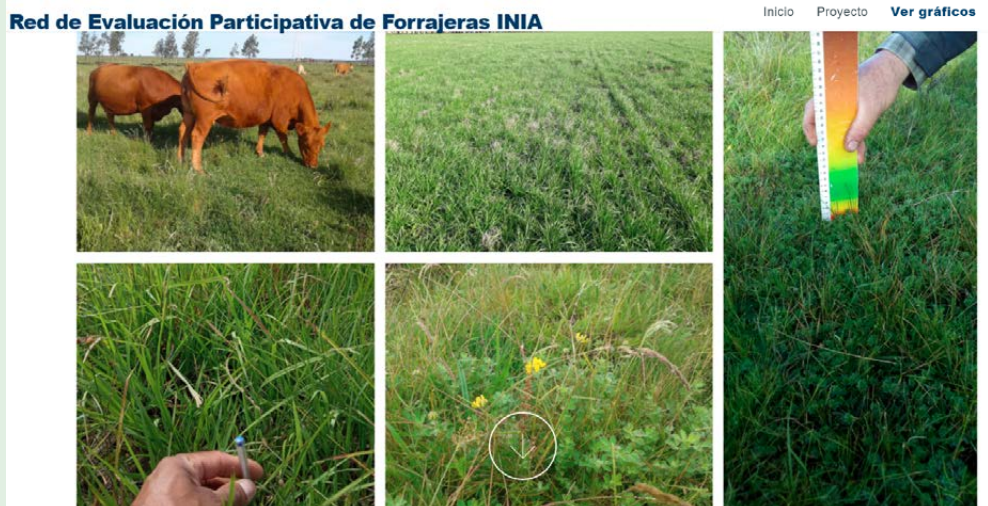 Red de Evaluación Participativa de Forrajeras INIA
Inicio Proyecto Ver gráficos